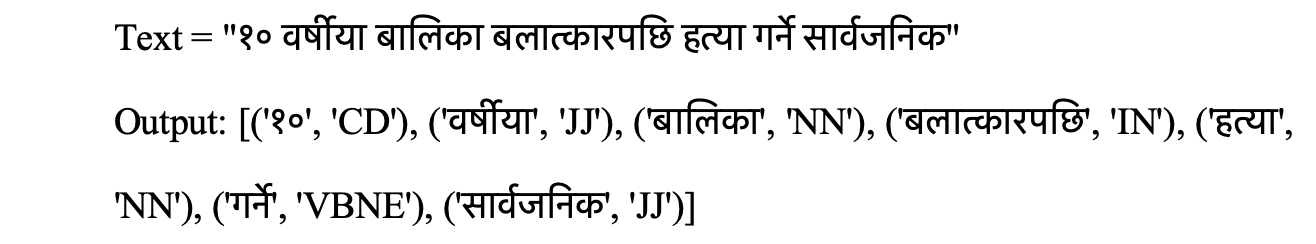 Text = "१० वर्षीया बालिका बलात्कारपछि हत्या गर्ने सार्वजनिक"
Output: [('१०', 'CD'), ('वर्षीया', 'JJ'), ('बालिका', 'NN'), ('बलात्कारपछि', 'IN'), ('हत्या',
'NN'), ('गर्ने', 'VBNE'), ('सार्वजनिक', 'JJ')]